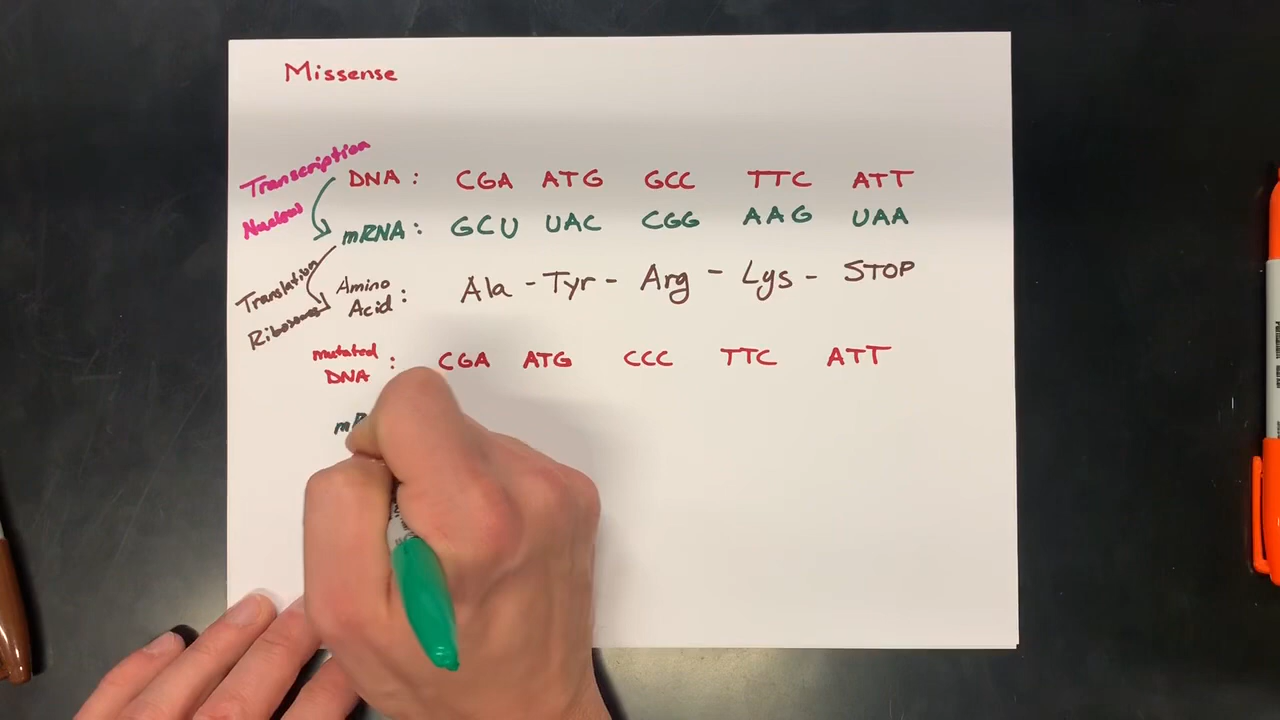 Missense
Transcription
Nucleus
DNA: CGA ATG GCC TTC ATT
mRNA: GCU UAC CGG AAG UAA
Translation
Ribosome
Amino Acid: Ala - Tyr - Arg - Lys - STOP
mutated DNA: CGA ATG CCC TTC ATT